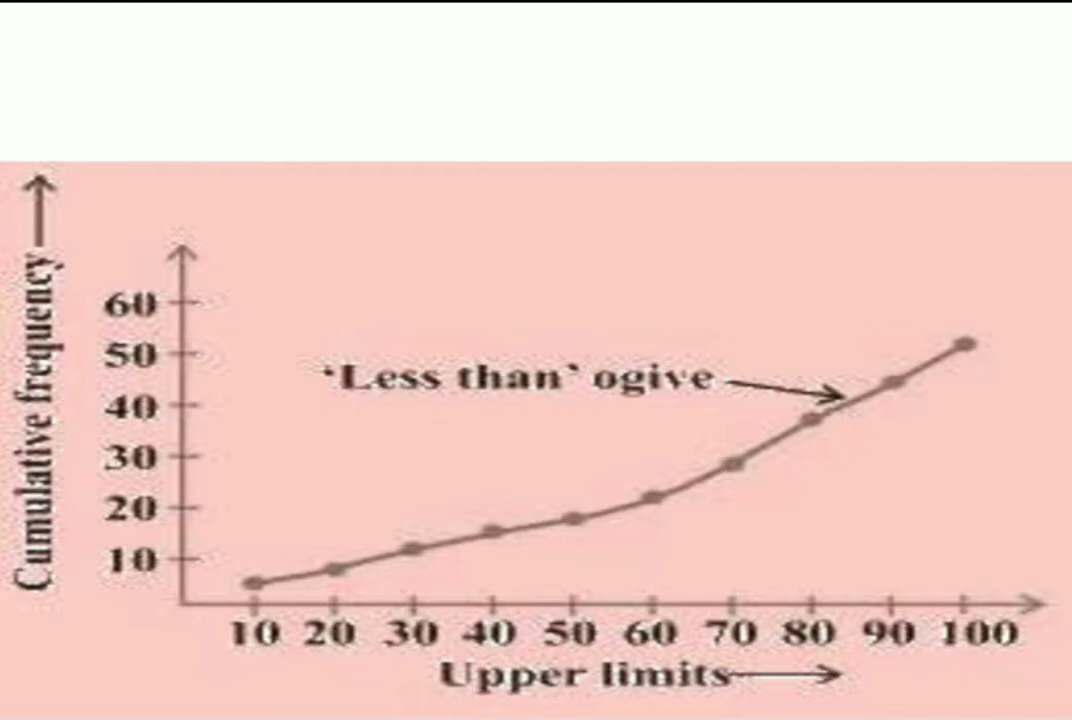 Cumulative frequency
60
50
40
30
20
10
‘Less than’ ogive
10 20 30 40 50 60 70 80 90 100
Upper limits